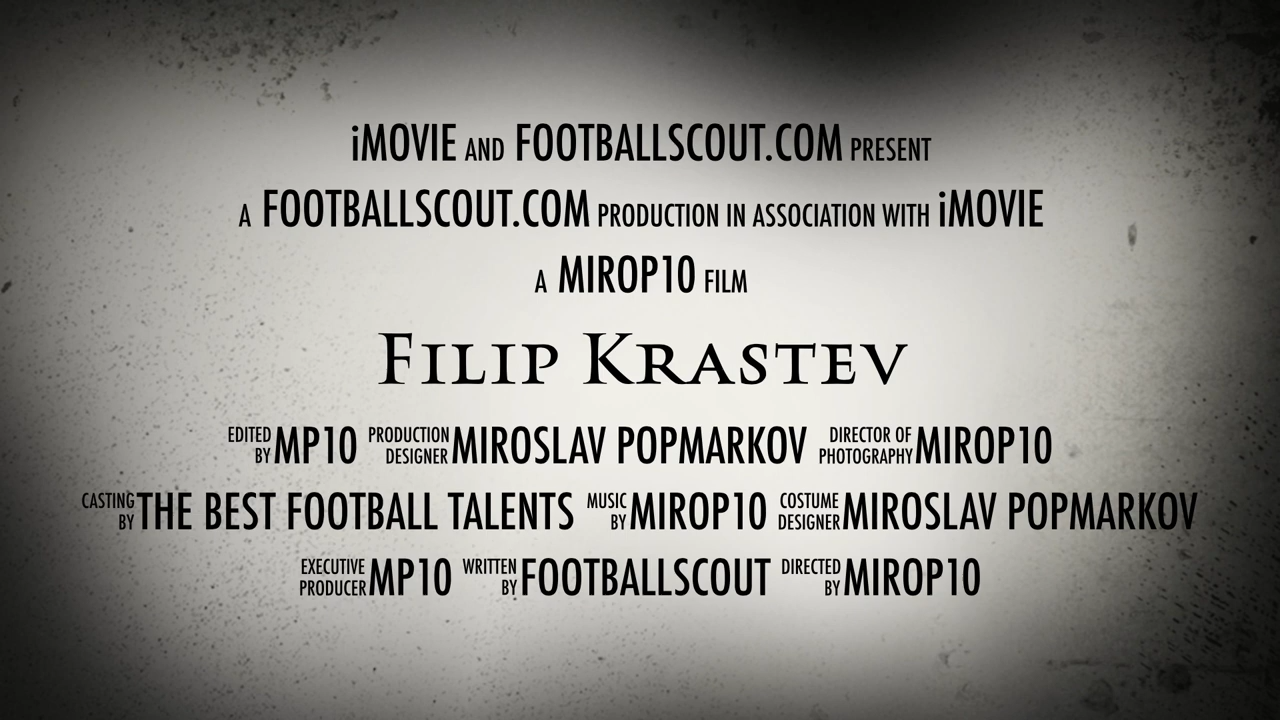 iMOVIE AND FOOTBALLSCOUT.COM PRESENT
A FOOTBALLSCOUT.COM PRODUCTION IN ASSOCIATION WITH iMOVIE
A MIROP10 FILM
FILIP KRASTEV
EDITED BY MP10 PRODUCTION DESIGNER MIROSLAV POPMARKOV DIRECTOR OF PHOTOGRAPHY MIROP10
CASTING BY THE BEST FOOTBALL TALENTS MUSIC BY MIROP10 COSTUME DESIGNER MIROSLAV POPMARKOV
EXECUTIVE PRODUCER MP10 WRITTEN BY FOOTBALLSCOUT DIRECTED BY MIROP10